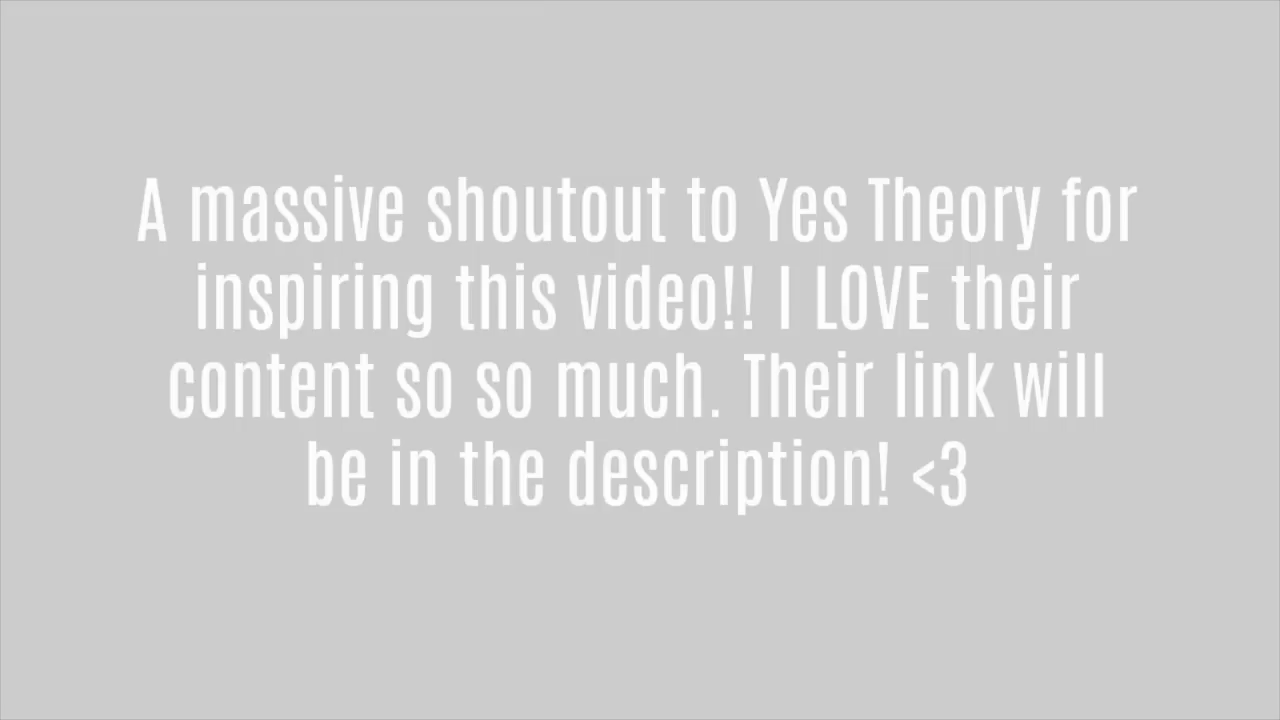 A massive shoutout to Yes Theory for
inspiring this video!! I LOVE their
content so so much. Their link will
be in the description! <3